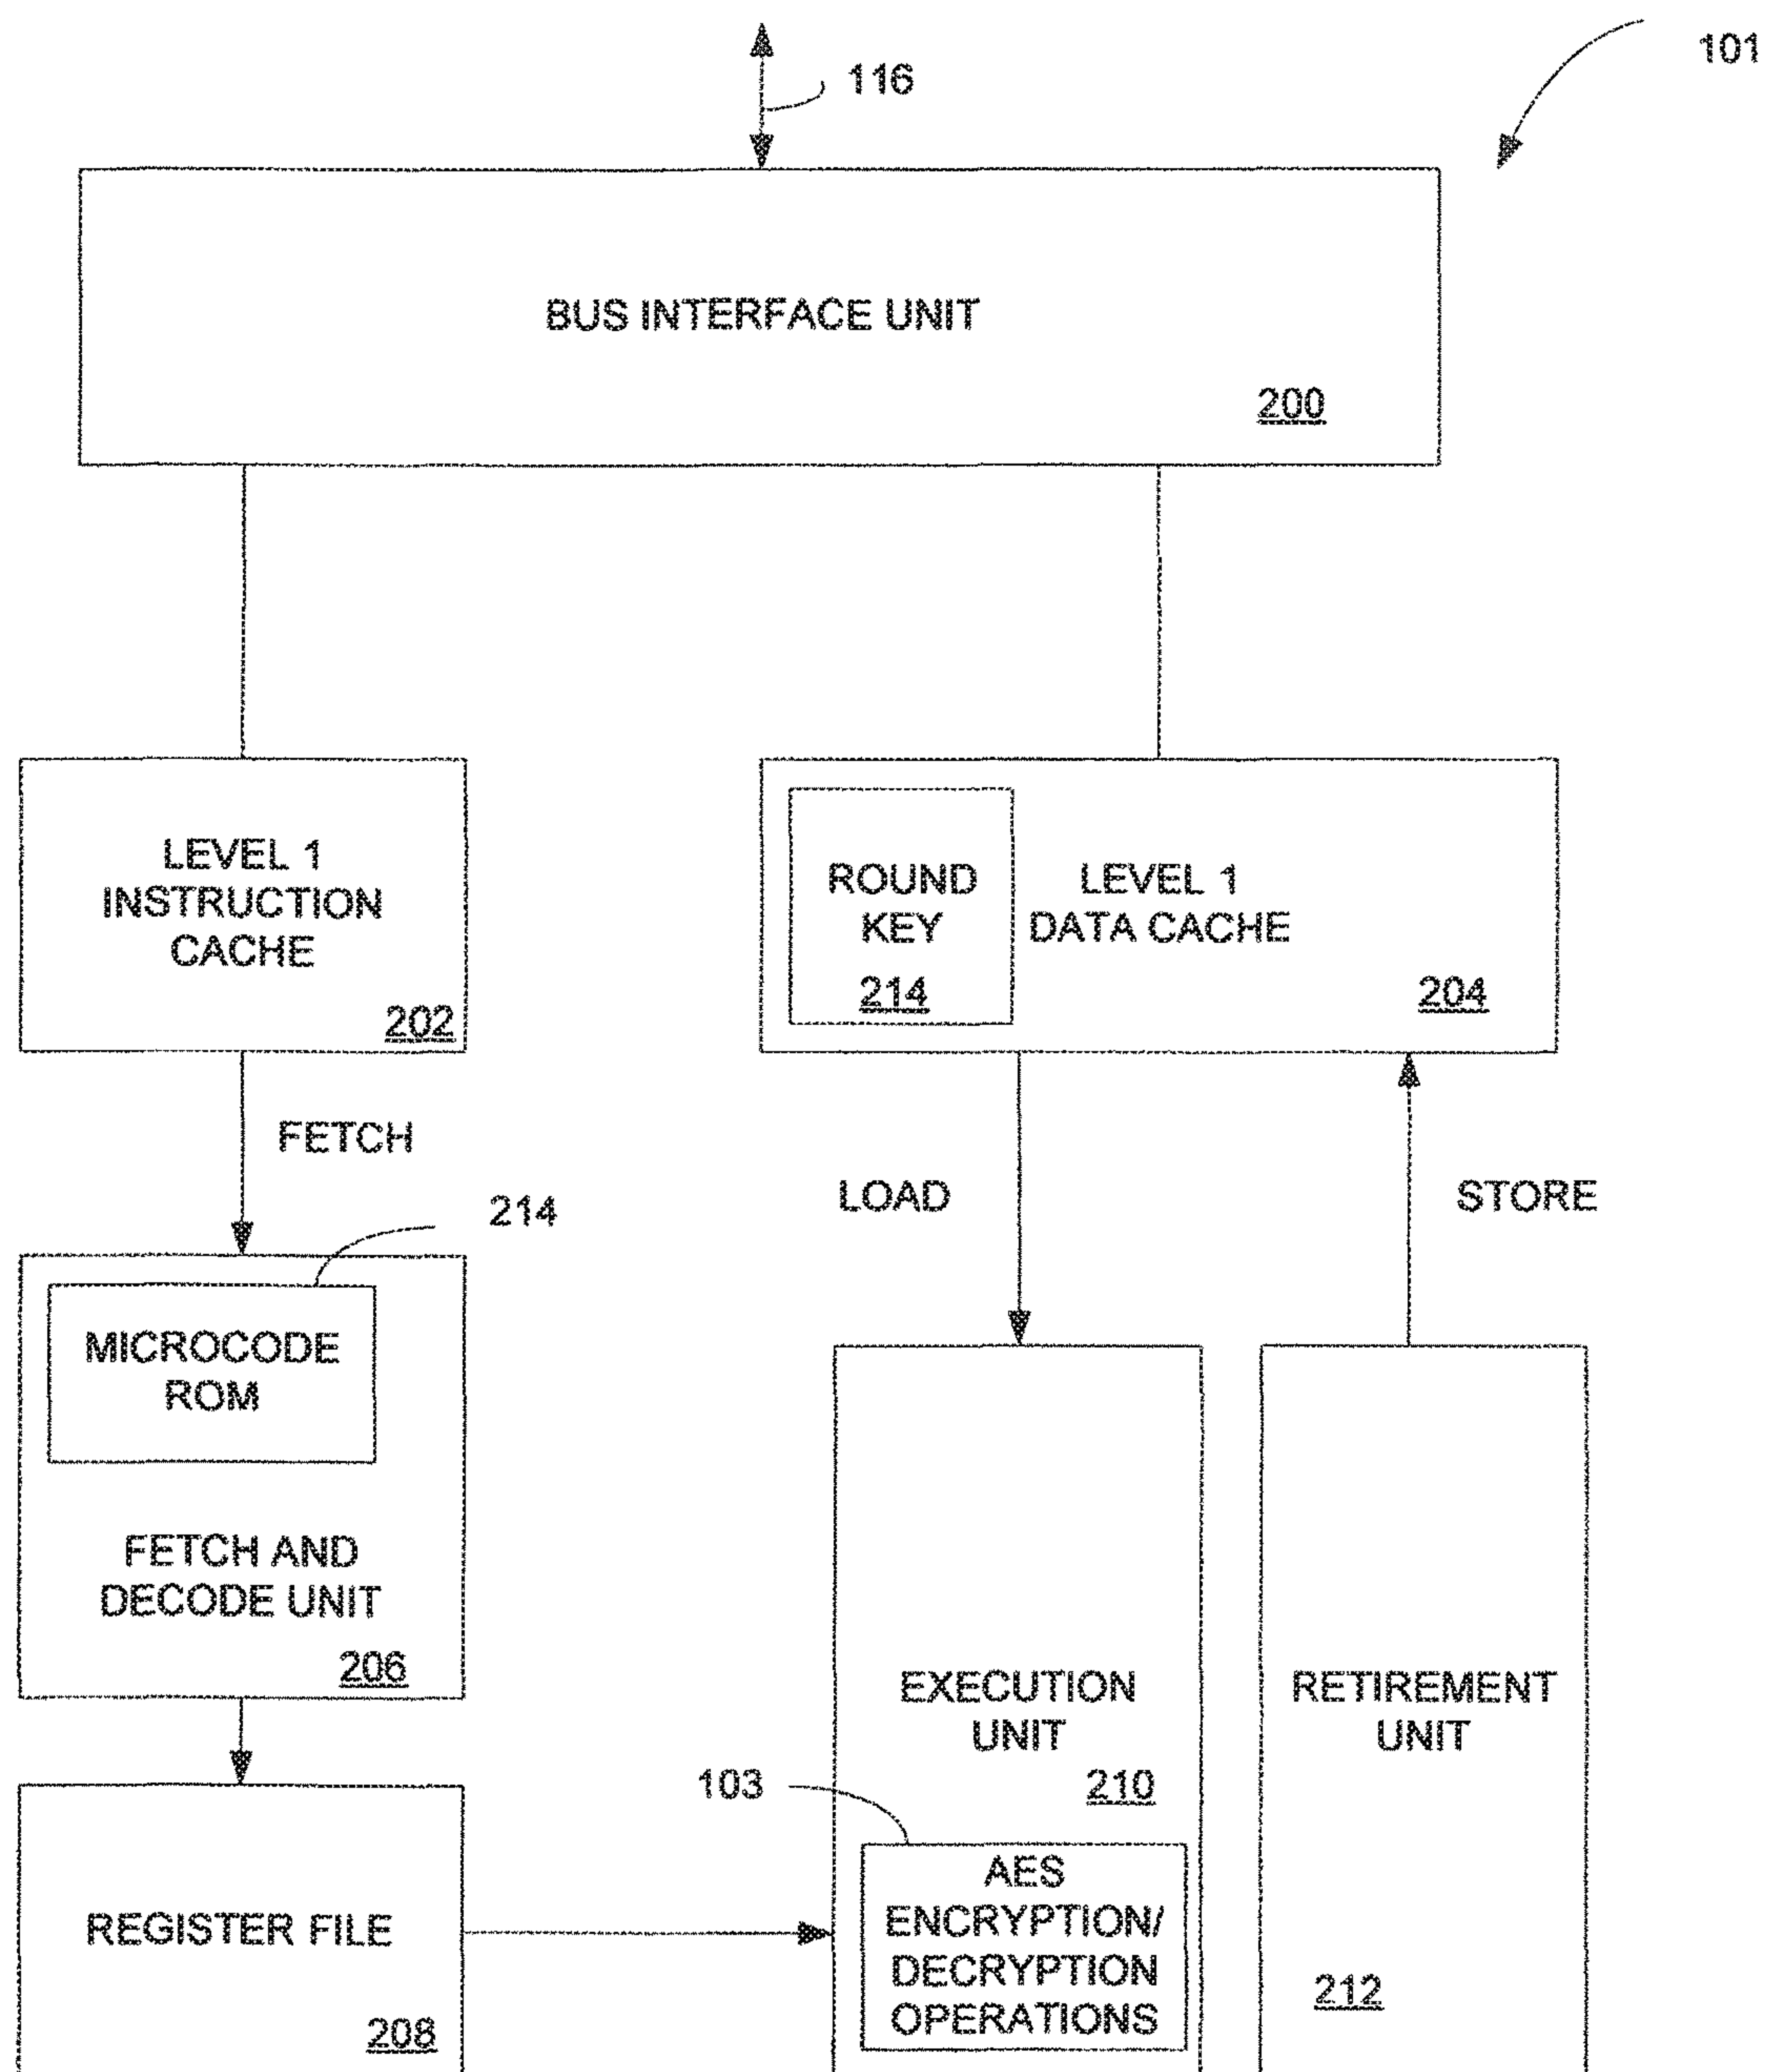 101
116
BUS INTERFACE UNIT
200
LEVEL 1
INSTRUCTION
CACHE
202
ROUND
KEY
214
LEVEL 1
DATA CACHE
204
FETCH
LOAD
STORE
214
MICROCODE
ROM
FETCH AND
DECODE UNIT
206
EXECUTION
UNIT
210
RETIREMENT
UNIT
212
103
AES
ENCRYPTION/
DECRYPTION
OPERATIONS
REGISTER FILE
208